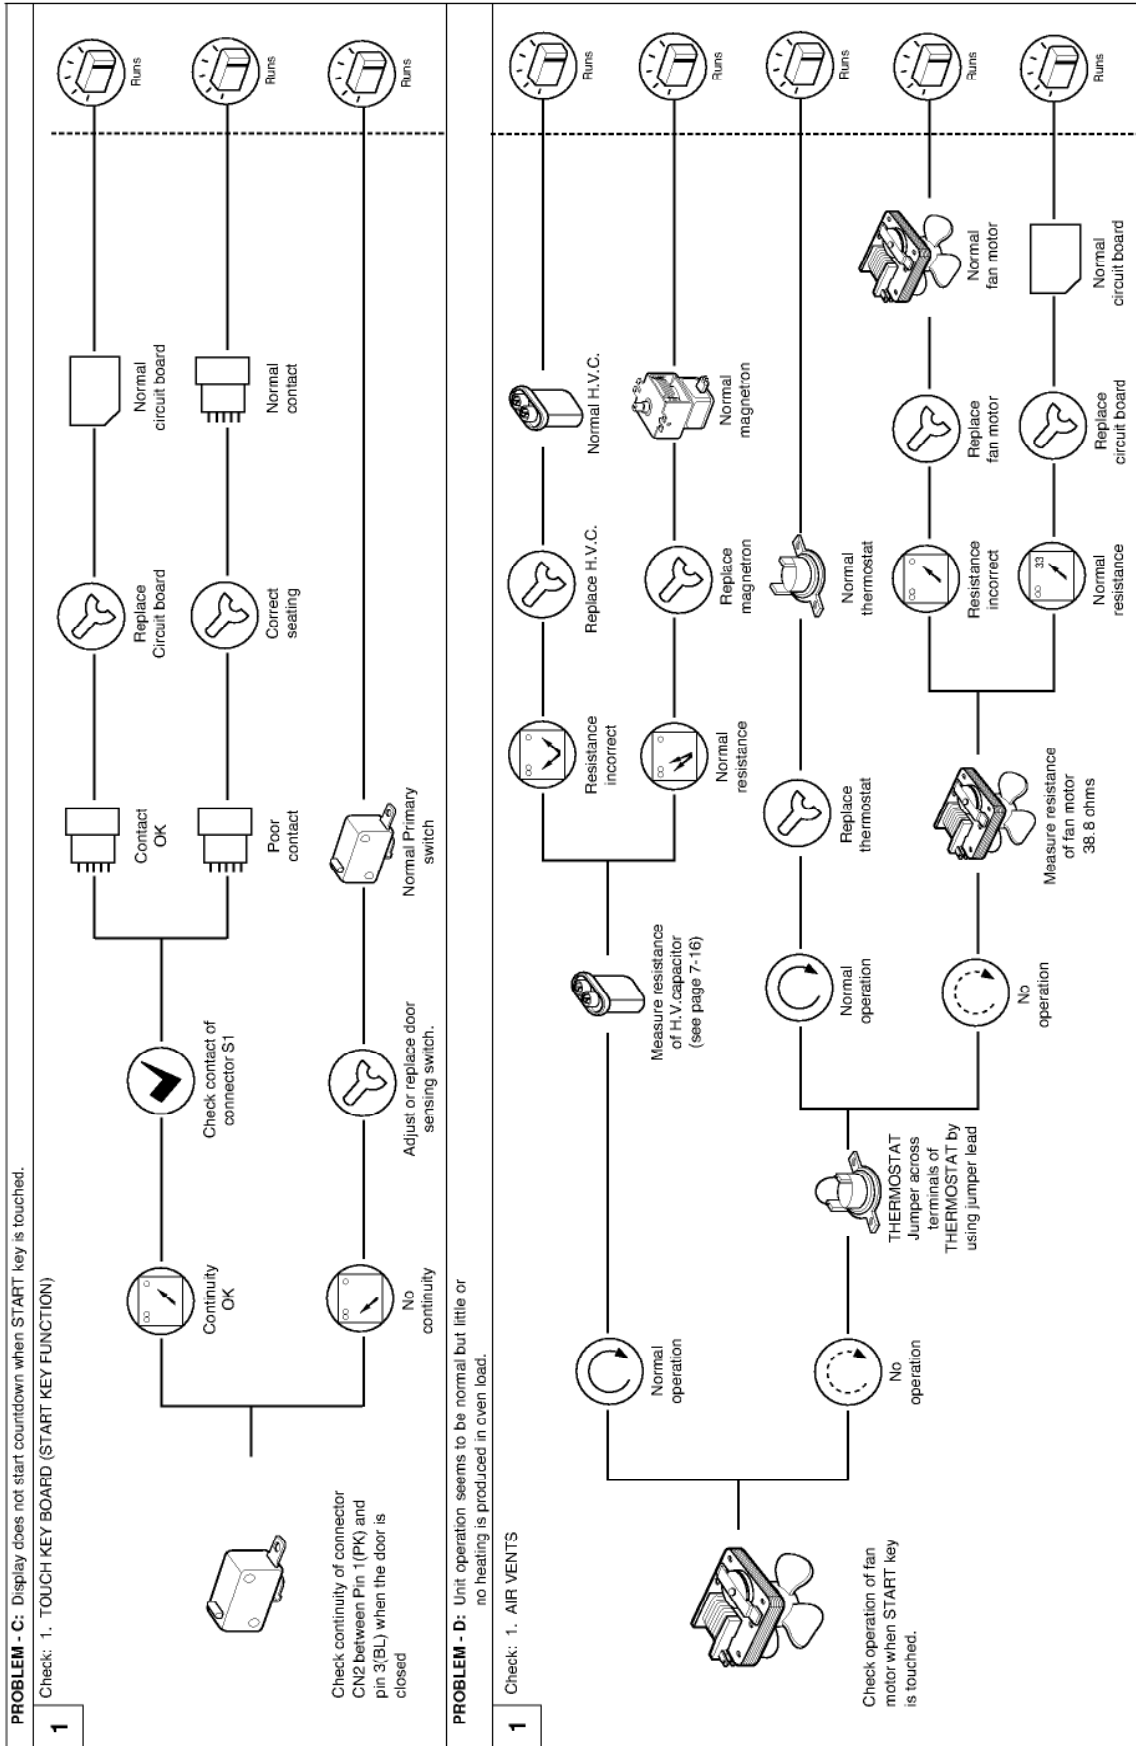 PROBLEM - C: Display does not start countdown when START key is touched.
1
Check: 1. TOUCH KEY BOARD (START KEY FUNCTION)
Check continuity of connector
CN2 between Pin 1(PK) and
pin 3(BL) when the door is
closed
Continuity
OK
Check contact of
connector S1
Contact
OK
Replace
Circuit board
Normal
circuit board
Runs
Poor
contact
Correct
seating
Normal
contact
Runs
No
continuity
Adjust or replace door
sensing switch.
Normal Primary
switch
Runs
PROBLEM - D: Unit operation seems to be normal but little or
no heating is produced in oven load.
1
Check: 1. AIR VENTS
Check operation of fan
motor when START key
is touched.
Normal
operation
Measure resistance
of H.V.capacitor
(see page 7-16)
Resistance
incorrect
Replace H.V.C.
Normal H.V.C.
Runs
Normal
resistance
Replace
magnetron
Normal
magnetron
Runs
No
operation
THERMOSTAT
Jumper across
terminals of
THERMOSTAT by
using jumper lead
Normal
operation
Replace
thermostat
Normal
thermostat
Runs
No
operation
Measure resistance
of fan motor
38.8 ohms
Resistance
incorrect
Replace
fan motor
Normal
fan motor
Runs
33
Normal
resistance
Replace
circuit board
Normal
circuit board
Runs